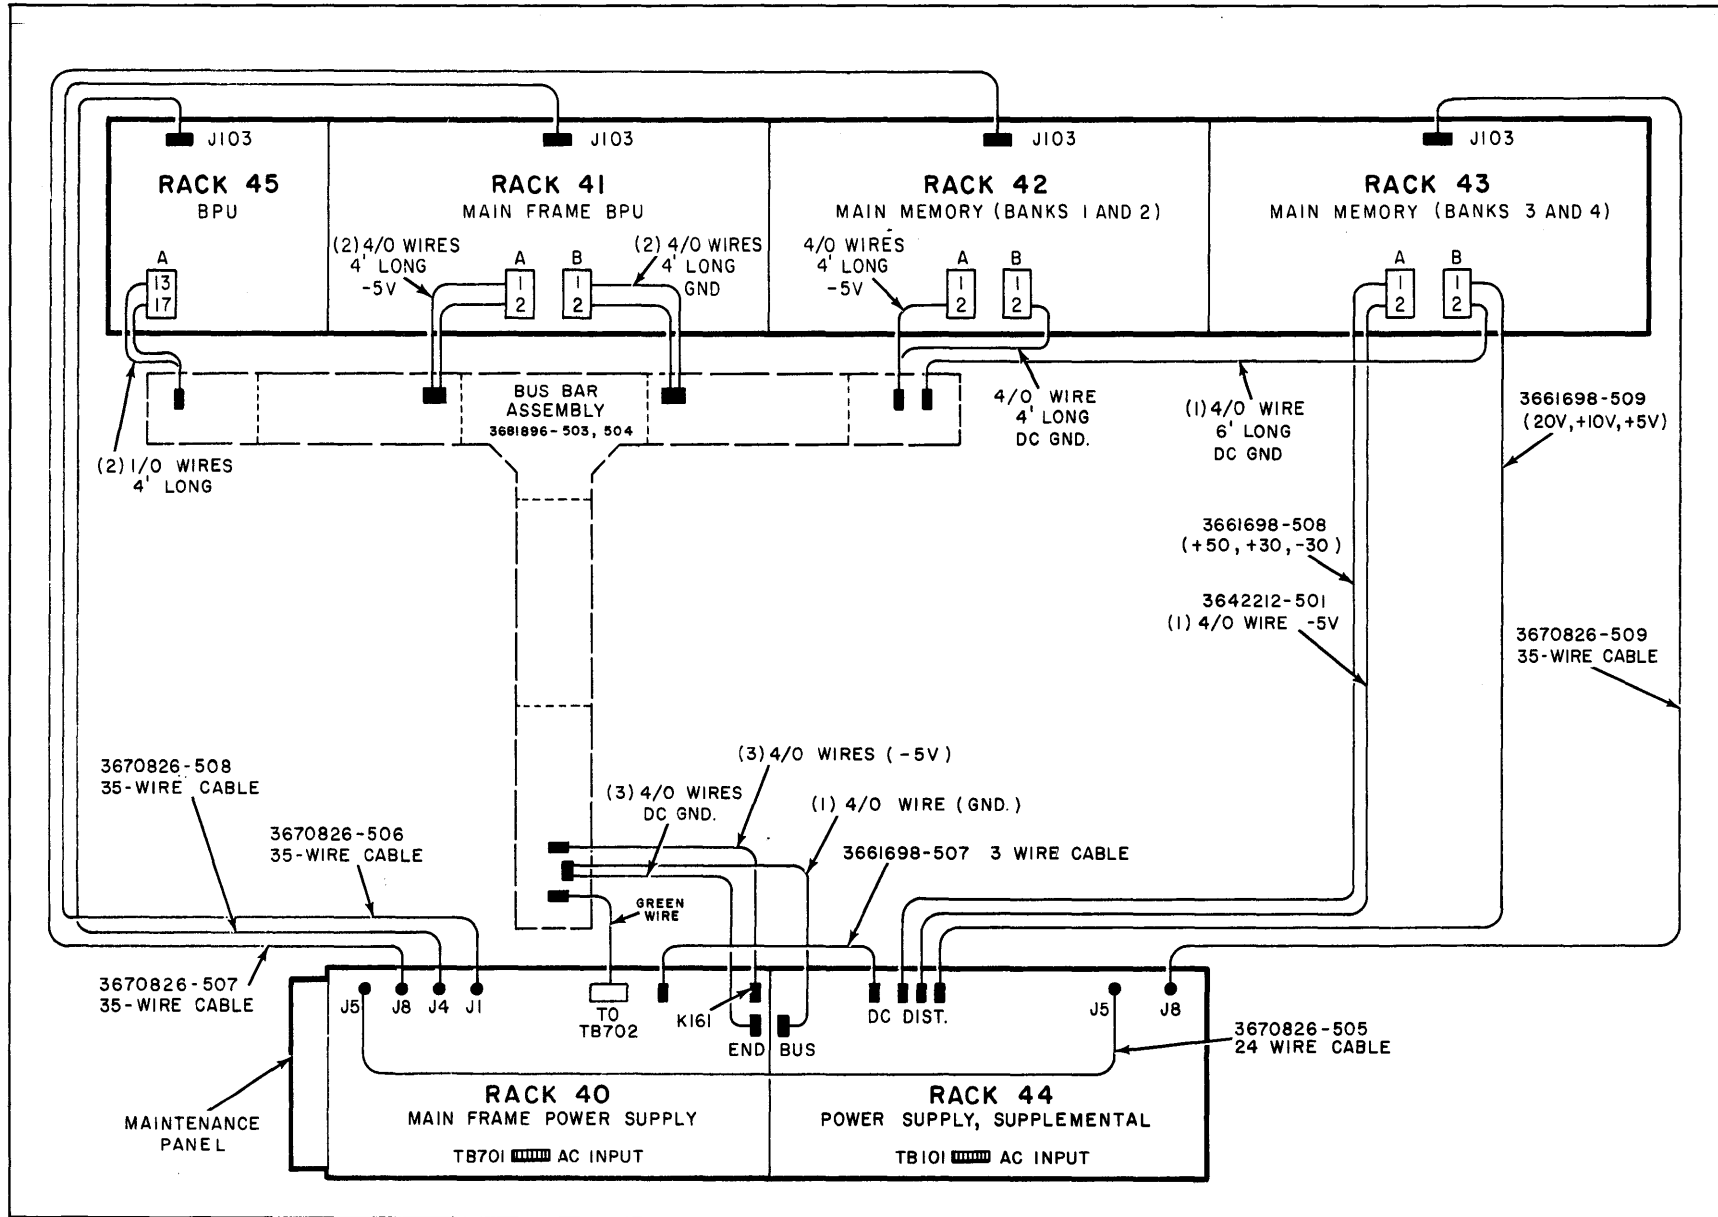 J103
J103
J103
J103
RACK 45
BPU
RACK 41
MAIN FRAME BPU
RACK 42
MAIN MEMORY (BANKS 1 AND 2)
RACK 43
MAIN MEMORY (BANKS 3 AND 4)
A
13
17
(2) 4/0 WIRES
4' LONG
-5V
A
1
2
B
1
2
(2) 4/0 WIRES
4' LONG
GND
4/0 WIRES
4' LONG
-5V
A
1
2
B
1
2
A
1
2
B
1
2
(2) 1/0 WIRES
4' LONG
BUS BAR
ASSEMBLY
3681896-503, 504
4/0 WIRE
4' LONG
DC GND.
(1) 4/0 WIRE
6' LONG
DC GND
3661698-509
(20V, +10V, +5V)
3661698-508
(+50, +30, -30)
3642212-501
(1) 4/0 WIRE -5V
3670826-509
35-WIRE CABLE
3670826-508
35-WIRE CABLE
3670826-506
35-WIRE CABLE
(3) 4/0 WIRES (-5V)
(3) 4/0 WIRES
DC GND.
(1) 4/0 WIRE (GND.)
3661698-507 3 WIRE CABLE
GREEN
WIRE
3670826-507
35-WIRE CABLE
J5
J8
J4
J1
TO
TB702
K161
END BUS
DC DIST.
J5
J8
3670826-505
24 WIRE CABLE
MAINTENANCE
PANEL
RACK 40
MAIN FRAME POWER SUPPLY
TB701 AC INPUT
RACK 44
POWER SUPPLY, SUPPLEMENTAL
TB101 AC INPUT